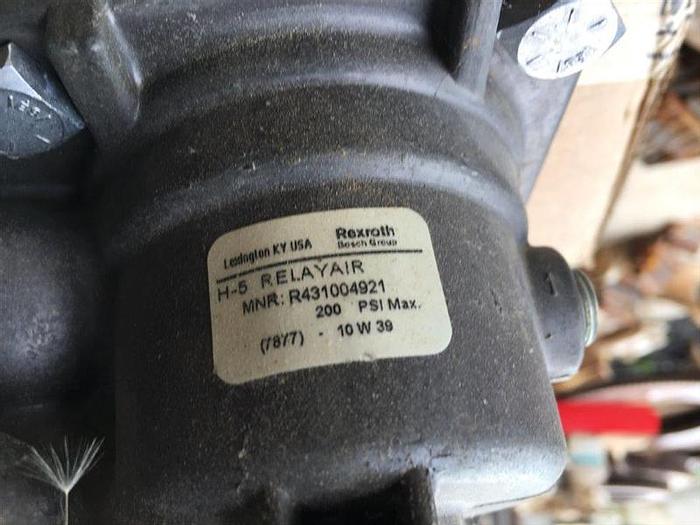 Rexroth
Bosch Group
Lexington KY USA
H-5 RELAYAIR
MNR: R431004921
200 PSI Max.
(7877) - 10 W 39